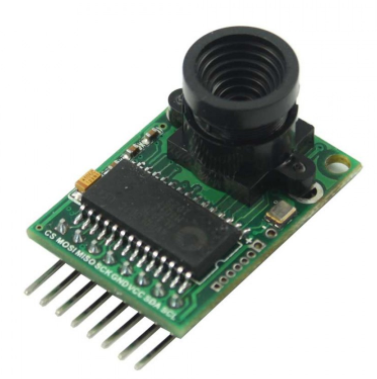 CS MOSI MISO SCK GND VCC SDA SCL